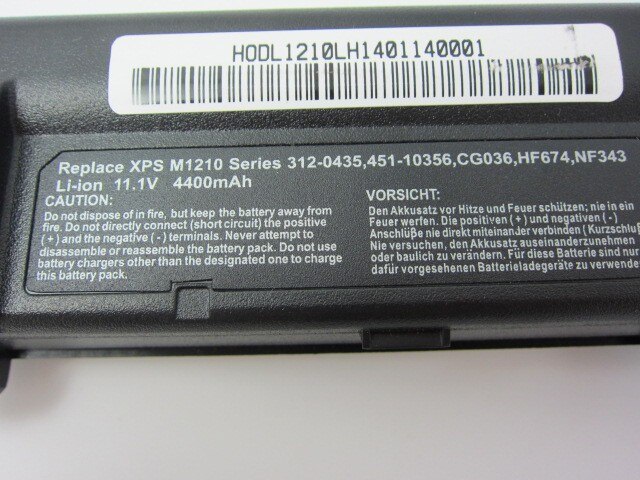 HODL1210LH1401140001
Replace XPS M1210 Series 312-0435,451-10356,CG036,HF674,NF343
Li-ion 11.1V 4400mAh
CAUTION:
Do not dispose of in fire, but keep the battery away from
fire. Do not directly connect (short circuit) the positive
(+) and the negative (-) terminals. Never attempt to
disassemble or reassemble the battery pack. Do not use
battery chargers other than the designated one to charge
this battery pack.
VORSICHT:
Den Akkusatz vor Hitze und Feuer schützen; nie in ein
Feuer werfen. Die positiven (+) und negativen (-)
Anschlüße nie direkt miteinander verbinden (Kurzschluß
Nie versuchen, den Akkusatz auseinanderzunehmen
oder baulich zu verändern. Für diese Batterie sind nur
dafür vorgesehenen Batterieladegeräte zu verwende